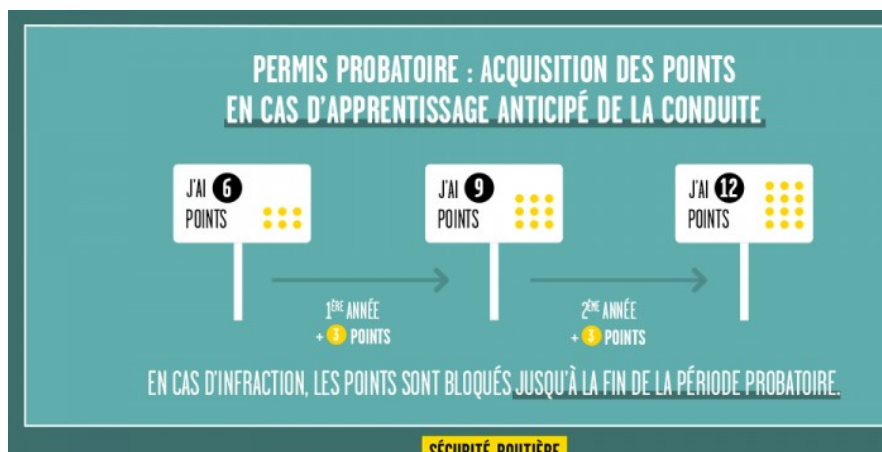 PERMIS PROBATOIRE : ACQUISITION DES POINTS
EN CAS D'APPRENTISSAGE ANTICIPÉ DE LA CONDUITE
J'AI 6
POINTS
J'AI 9
POINTS
J'AI 12
POINTS
1ÈRE ANNÉE
+ 3 POINTS
2ÈME ANNÉE
+ 3 POINTS
EN CAS D'INFRACTION, LES POINTS SONT BLOQUÉS JUSQU'À LA FIN DE LA PÉRIODE PROBATOIRE.
SÉCURITÉ ROUTIÈRE